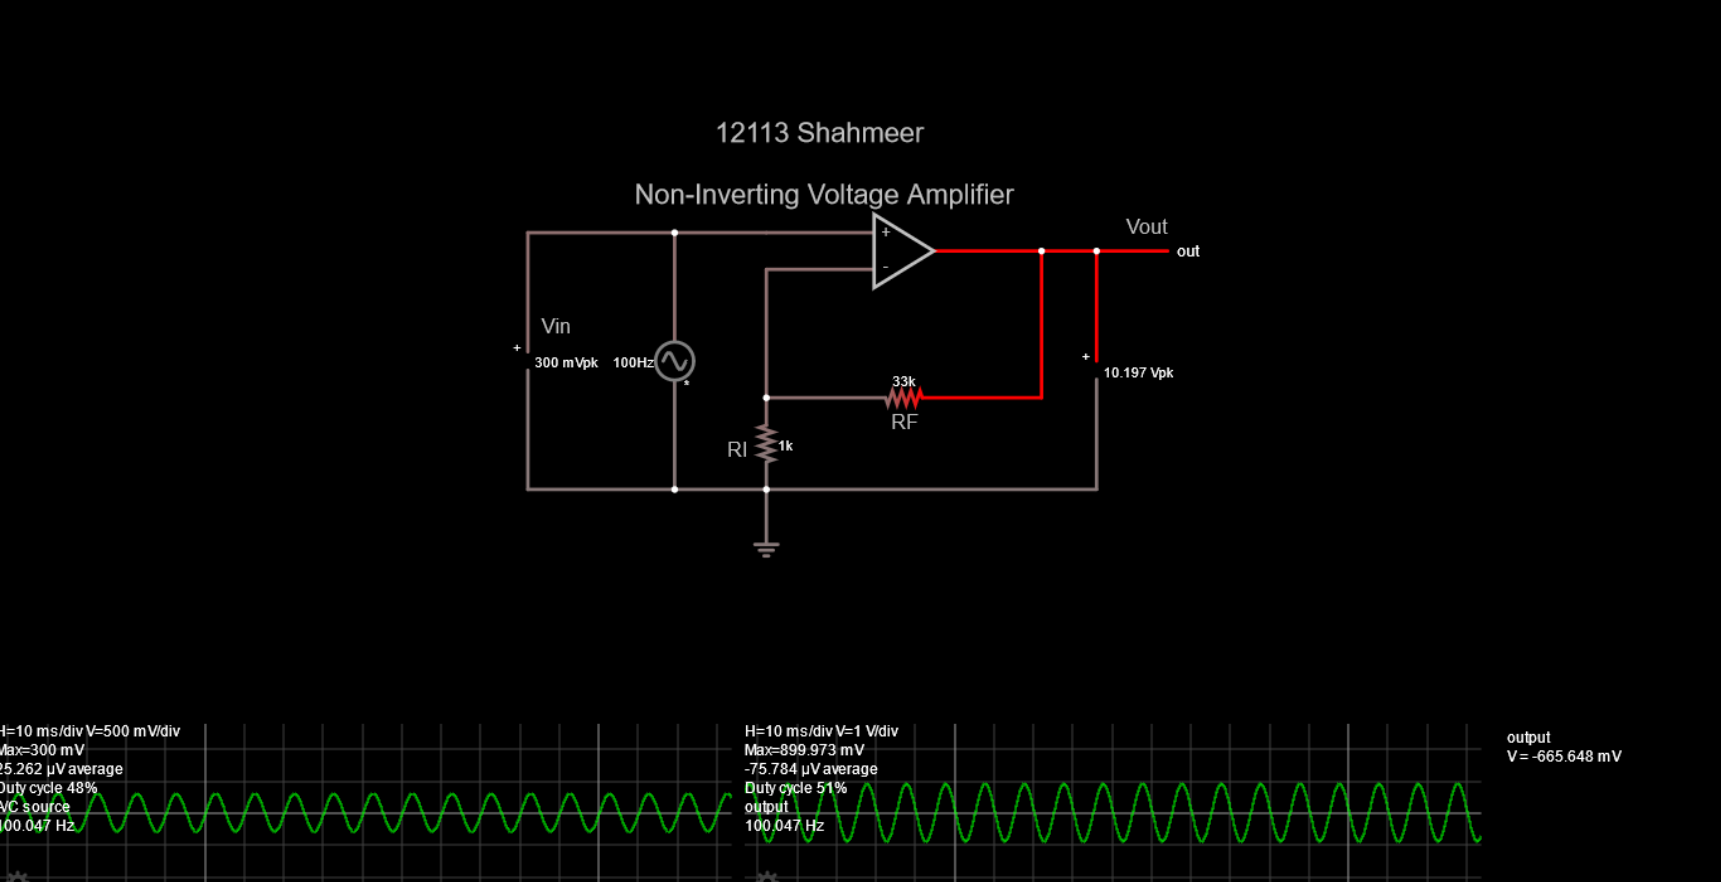 12113 Shahmeer
Non-Inverting Voltage Amplifier
Vout
+
out
-
Vin
+
300 mVpk
100Hz
+
10.197 Vpk
33k
RF
RI
1k
H=10 ms/div V=500 mV/div
Max=300 mV
25.262 µV average
Duty cycle 48%
A/C source
100.047 Hz
H=10 ms/div V=1 V/div
Max=899.973 mV
-75.784 µV average
Duty cycle 51%
output
100.047 Hz
output
V = -665.648 mV